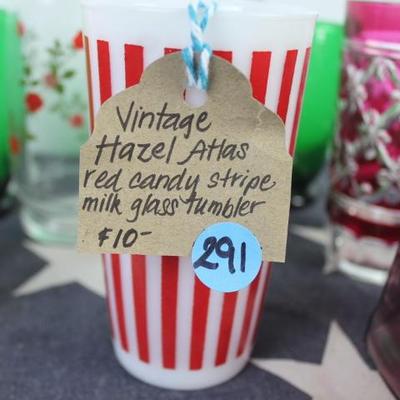 Vintage
Hazel Atlas
red candy stripe
milk glass tumbler
$10-
291